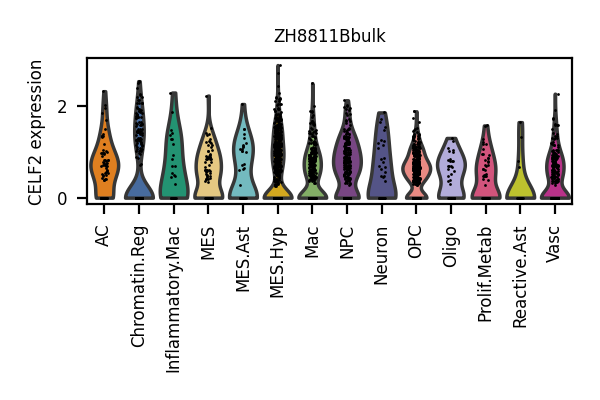 ZH8811Bbulk
CELF2 expression
2
0
AC
Chromatin.Reg
Inflammatory.Mac
MES
MES.Ast
MES.Hyp
Mac
NPC
Neuron
OPC
Oligo
Prolif.Metab
Reactive.Ast
Vasc